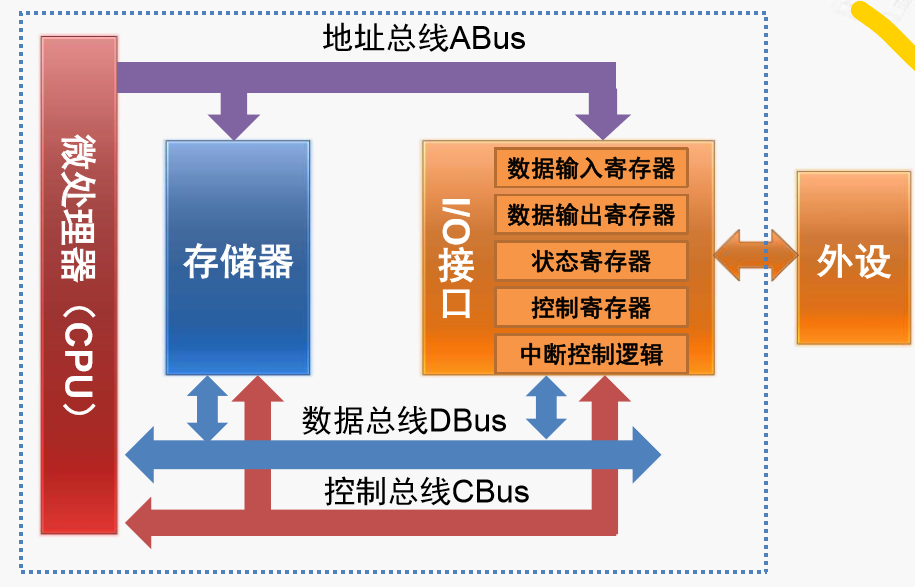 地址总线ABus
微处理器（CPU）
存储器
I/O接口
数据输入寄存器
数据输出寄存器
状态寄存器
控制寄存器
中断控制逻辑
外设
数据总线DBus
控制总线CBus